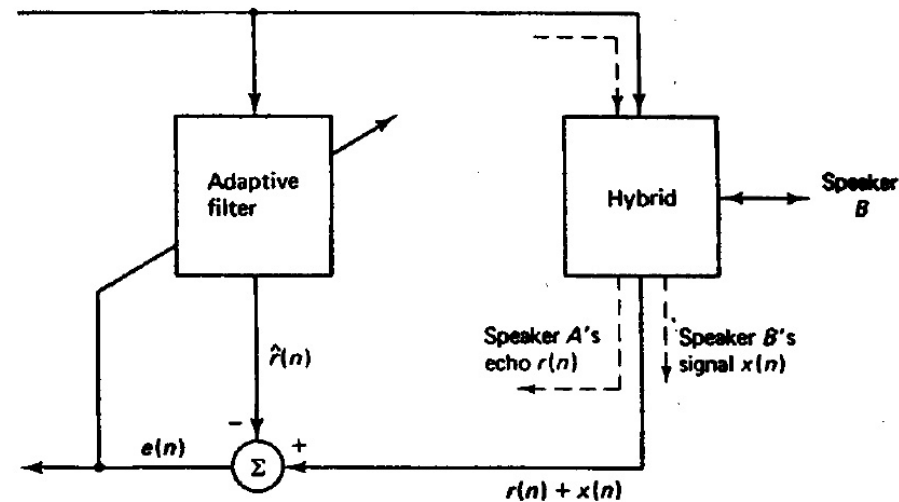 Adaptive
filter
Hybrid
Speaker
B
Speaker A's
echo r(n)
Speaker B's
signal x(n)
r̂(n)
−
+
e(n)
Σ
r(n) + x(n)